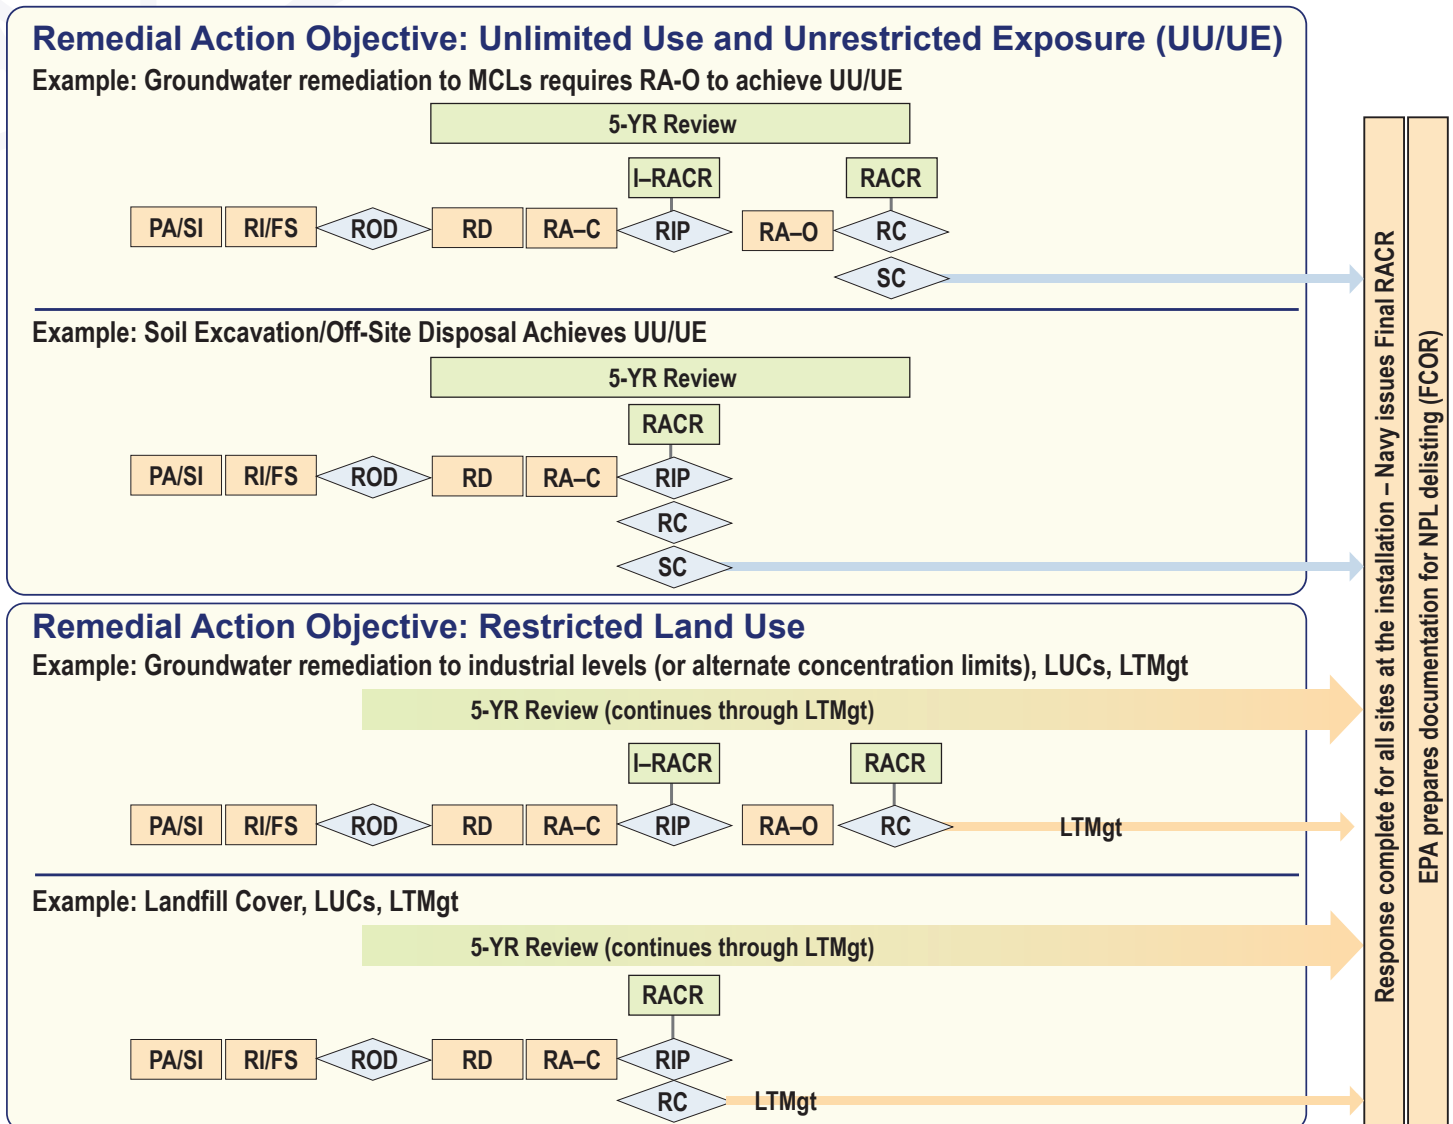 Remedial Action Objective: Unlimited Use and Unrestricted Exposure (UU/UE)
Example: Groundwater remediation to MCLs requires RA-O to achieve UU/UE
5-YR Review
I–RACR
RACR
PA/SI
RI/FS
ROD
RD
RA–C
RIP
RA–O
RC
SC
Example: Soil Excavation/Off-Site Disposal Achieves UU/UE
5-YR Review
RACR
PA/SI
RI/FS
ROD
RD
RA–C
RIP
RC
SC
Remedial Action Objective: Restricted Land Use
Example: Groundwater remediation to industrial levels (or alternate concentration limits), LUCs, LTMgt
5-YR Review (continues through LTMgt)
I–RACR
RACR
PA/SI
RI/FS
ROD
RD
RA–C
RIP
RA–O
RC
LTMgt
Example: Landfill Cover, LUCs, LTMgt
5-YR Review (continues through LTMgt)
RACR
PA/SI
RI/FS
ROD
RD
RA–C
RIP
RC
LTMgt
Response complete for all sites at the installation – Navy issues Final RACR
EPA prepares documentation for NPL delisting (FCOR)